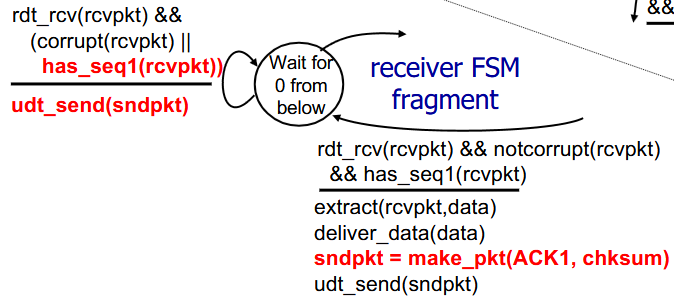 rdt_rcv(rcvpkt) &&
(corrupt(rcvpkt) ||
has_seq1(rcvpkt))
udt_send(sndpkt)
Wait for
0 from
below
receiver FSM
fragment
&&
rdt_rcv(rcvpkt) && notcorrupt(rcvpkt)
&& has_seq1(rcvpkt)
extract(rcvpkt,data)
deliver_data(data)
sndpkt = make_pkt(ACK1, chksum)
udt_send(sndpkt)